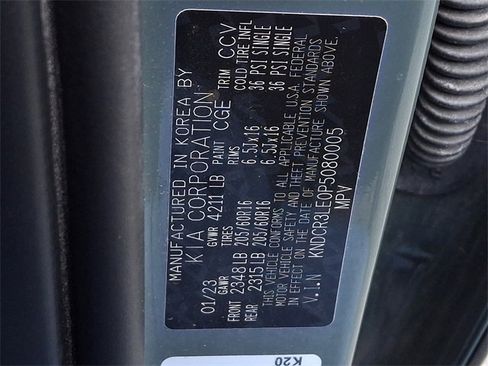 MANUFACTURED IN KOREA BY
KIA CORPORATION
01/23 GVWR 4211 LB PAINT CGE TRIM CCV
GAWR TIRES RIMS COLD TIRE INFL
FRONT 2348 LB 205/60R16 6.5Jx16 36 PSI SINGLE
REAR 2315 LB 205/60R16 6.5Jx16 36 PSI SINGLE
THIS VEHICLE CONFORMS TO ALL APPLICABLE U.S.A. FEDERAL
MOTOR VEHICLE SAFETY AND BUMPER AND THEFT PREVENTION STANDARDS
IN EFFECT ON THE DATE OF MANUFACTURE SHOWN ABOVE.
V.I.N KNDCR3LE0P5080005
MPV
K20